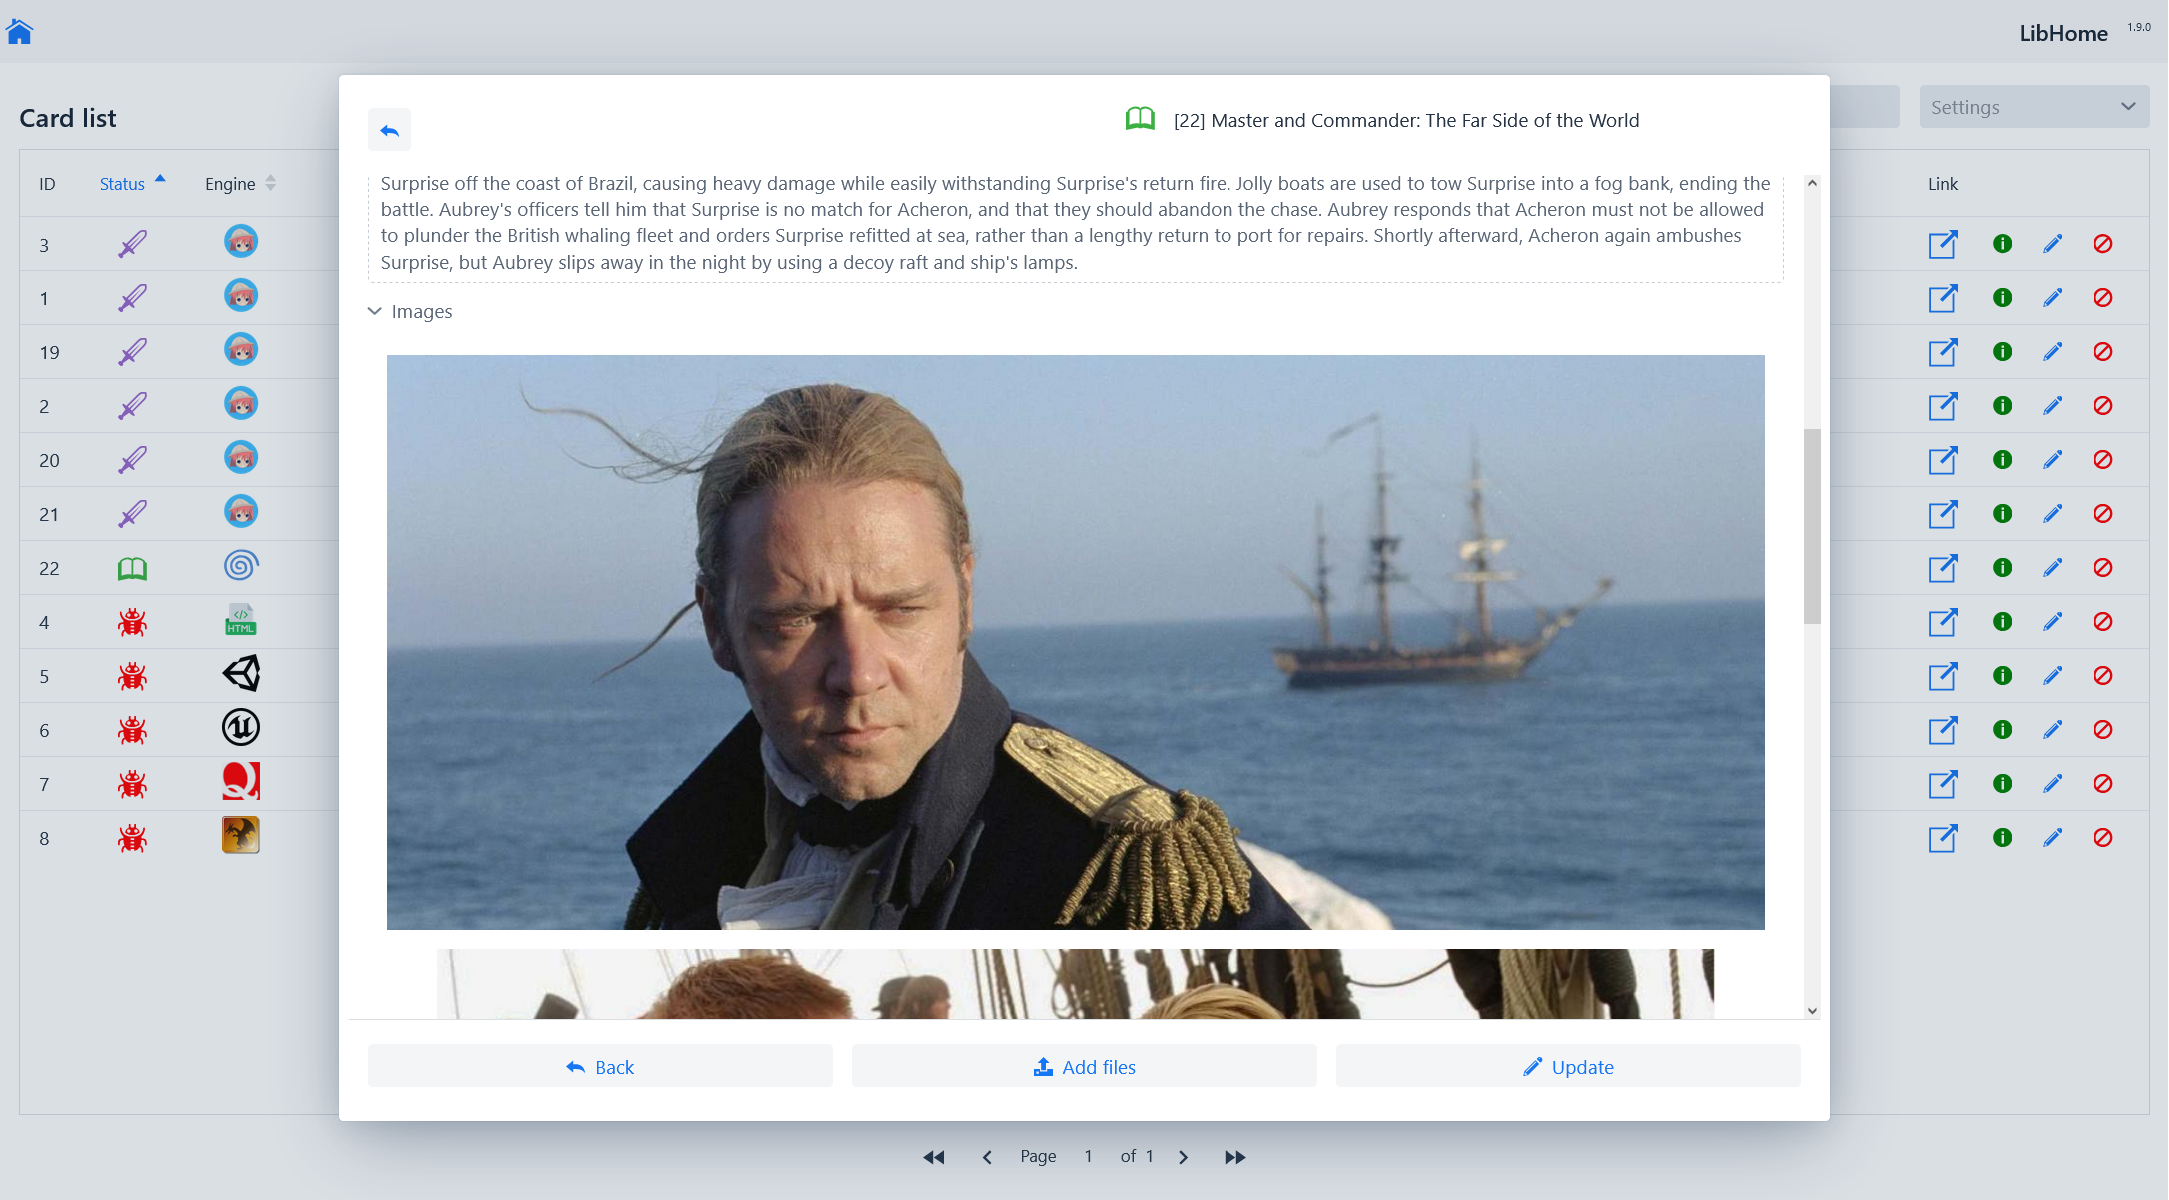 LibHome 1.9.0
Card list
Settings
[22] Master and Commander: The Far Side of the World
ID Status Engine Link
Surprise off the coast of Brazil, causing heavy damage while easily withstanding Surprise's return fire. Jolly boats are used to tow Surprise into a fog bank, ending the
battle. Aubrey's officers tell him that Surprise is no match for Acheron, and that they should abandon the chase. Aubrey responds that Acheron must not be allowed
to plunder the British whaling fleet and orders Surprise refitted at sea, rather than a lengthy return to port for repairs. Shortly afterward, Acheron again ambushes
Surprise, but Aubrey slips away in the night by using a decoy raft and ship's lamps.
Images
3
1
19
2
20
21
22
4
</> HTML
5
6
7
8
Back Add files Update
Page 1 of 1